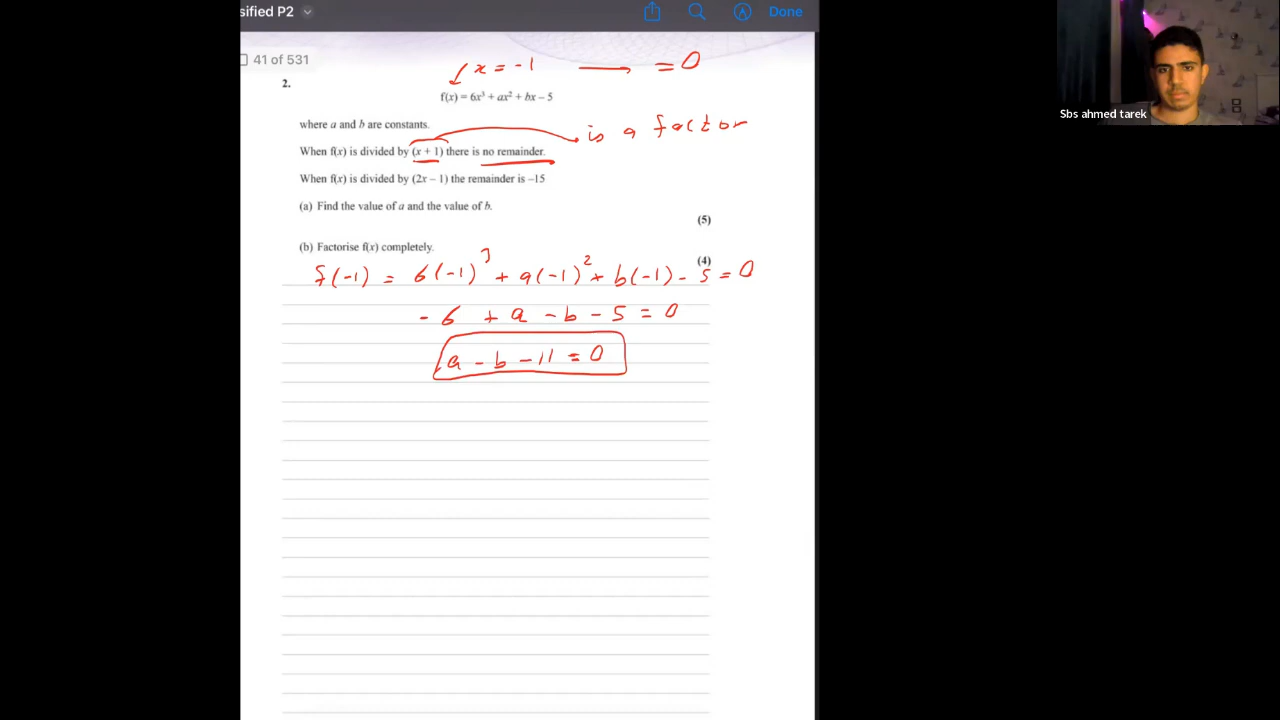 sified P2
Done
41 of 531
x = -1 → = 0
2.
f(x) = 6x³ + ax² + bx – 5
where a and b are constants.
is a factor
When f(x) is divided by (x + 1) there is no remainder.
When f(x) is divided by (2x – 1) the remainder is –15
(a) Find the value of a and the value of b.
(5)
(b) Factorise f(x) completely.
(4)
f(-1) = 6(-1)³ + a(-1)² + b(-1) - 5 = 0
- 6 + a - b - 5 = 0
a - b - 11 = 0
Sbs ahmed tarek